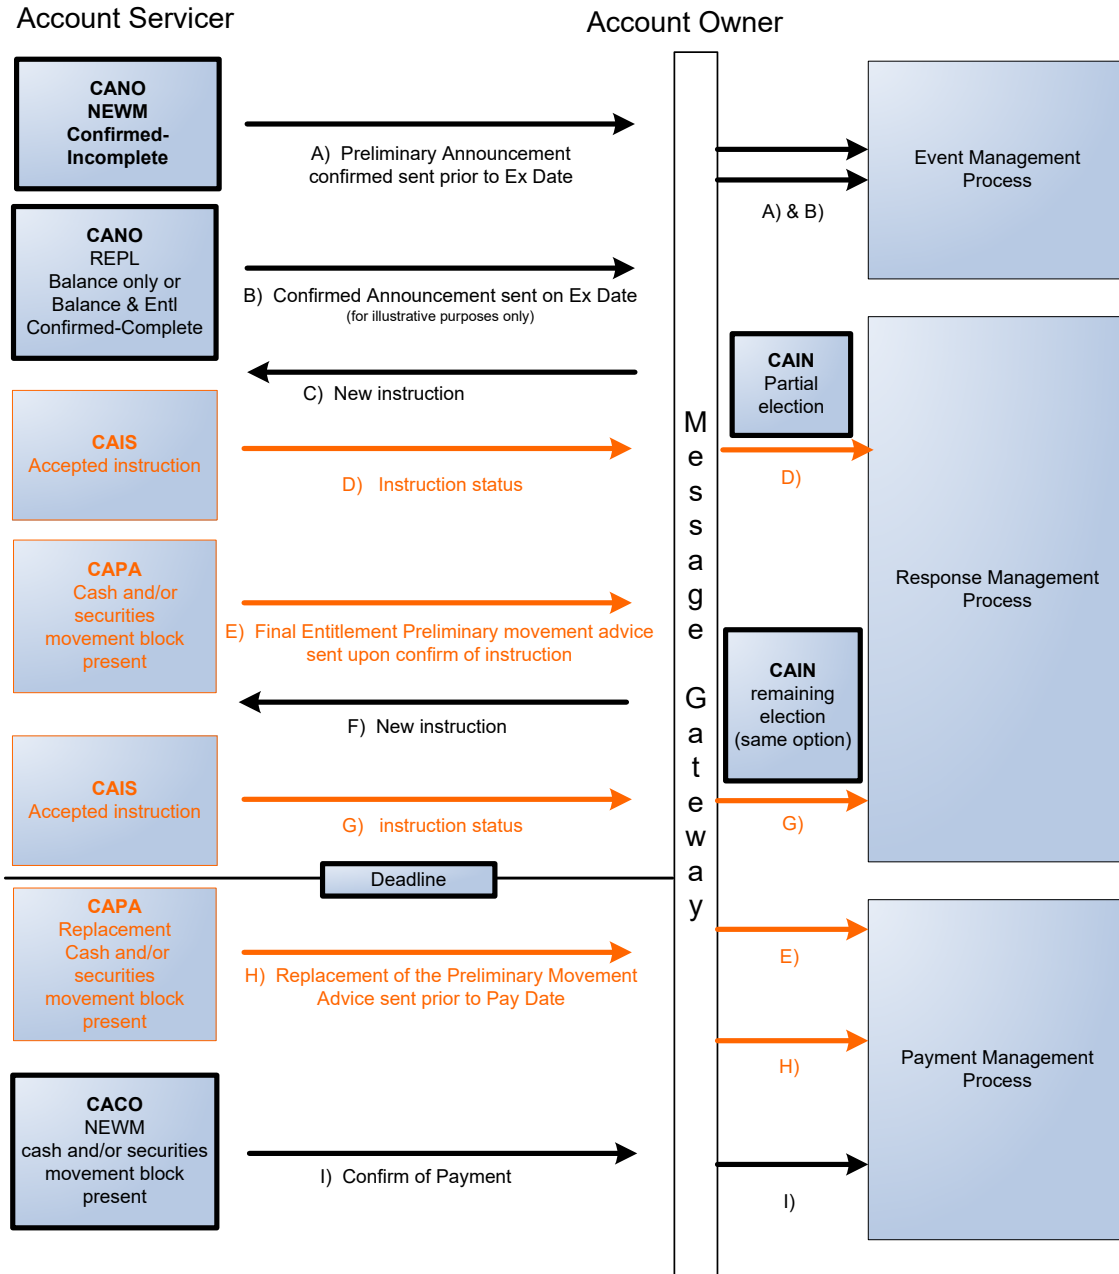 Account Servicer
Account Owner
CANO
NEWM
Confirmed-
Incomplete
A) Preliminary Announcement
confirmed sent prior to Ex Date
A) & B)
Event Management
Process
CANO
REPL
Balance only or
Balance & Entl
Confirmed-Complete
B) Confirmed Announcement sent on Ex Date
(for illustrative purposes only)
C) New instruction
CAIN
Partial
election
CAIS
Accepted instruction
D) Instruction status
D)
Message Gateway
Response Management
Process
CAPA
Cash and/or
securities
movement block
present
E) Final Entitlement Preliminary movement advice
sent upon confirm of instruction
CAIN
remaining
election
(same option)
F) New instruction
CAIS
Accepted instruction
G) instruction status
G)
Deadline
CAPA
Replacement
Cash and/or
securities
movement block
present
H) Replacement of the Preliminary Movement
Advice sent prior to Pay Date
E)
H)
Payment Management
Process
CACO
NEWM
cash and/or securities
movement block
present
I) Confirm of Payment
I)